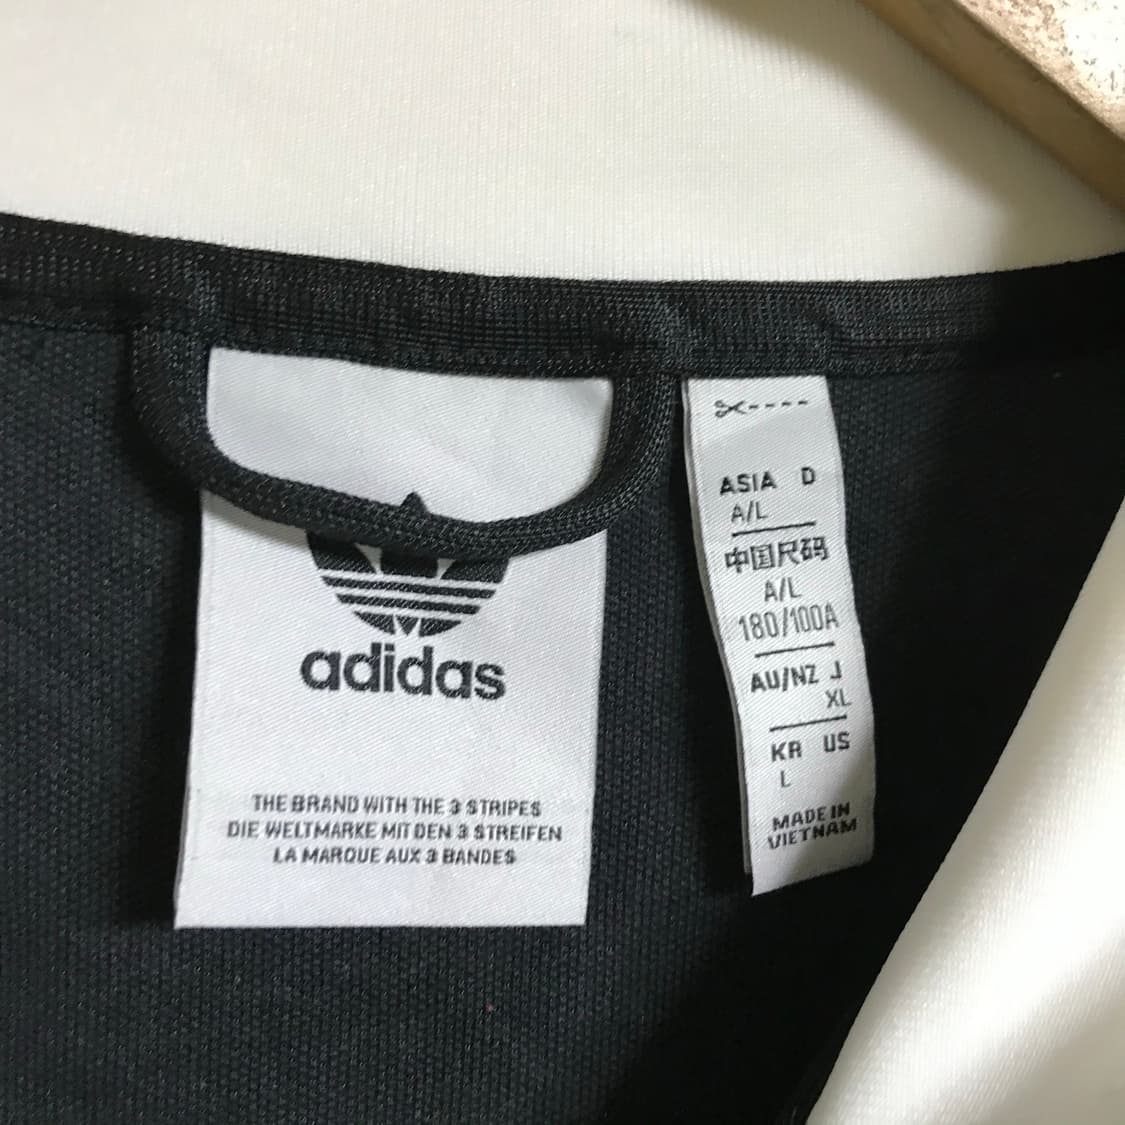 adidas
THE BRAND WITH THE 3 STRIPES
DIE WELTMARKE MIT DEN 3 STREIFEN
LA MARQUE AUX 3 BANDES
ASIA D
A/L
中国尺码
A/L
180/100A
AU/NZ J
XL
KR US
L
MADE IN
VIETNAM